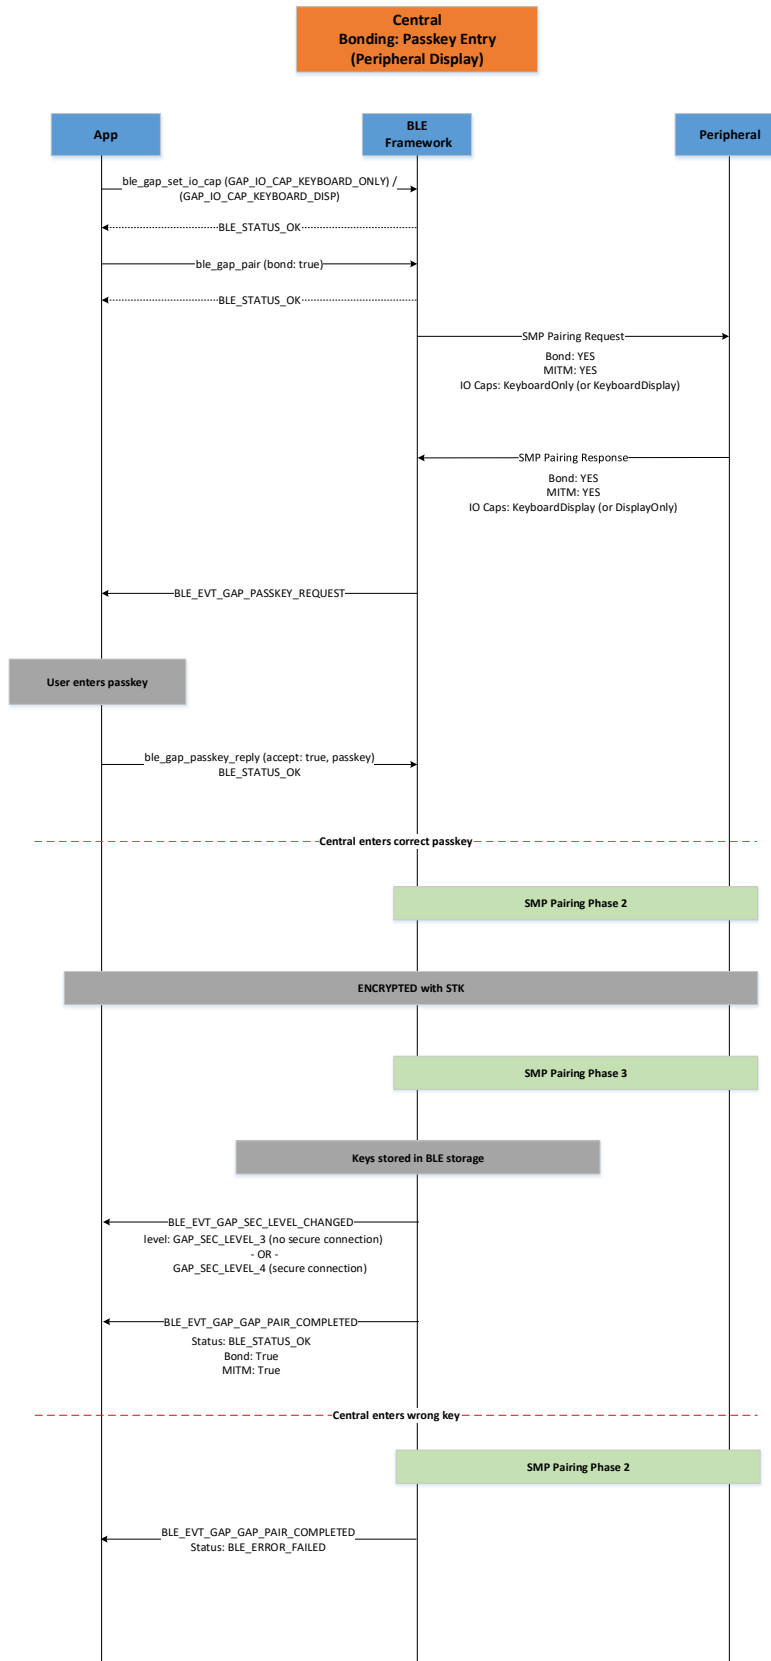 Central
Bonding: Passkey Entry
(Peripheral Display)
App
BLE
Framework
Peripheral
ble_gap_set_io_cap (GAP_IO_CAP_KEYBOARD_ONLY) /
(GAP_IO_CAP_KEYBOARD_DISP)
BLE_STATUS_OK
ble_gap_pair (bond: true)
BLE_STATUS_OK
SMP Pairing Request
Bond: YES
MITM: YES
IO Caps: KeyboardOnly (or KeyboardDisplay)
SMP Pairing Response
Bond: YES
MITM: YES
IO Caps: KeyboardDisplay (or DisplayOnly)
BLE_EVT_GAP_PASSKEY_REQUEST
User enters passkey
ble_gap_passkey_reply (accept: true, passkey)
BLE_STATUS_OK
Central enters correct passkey
SMP Pairing Phase 2
ENCRYPTED with STK
SMP Pairing Phase 3
Keys stored in BLE storage
BLE_EVT_GAP_SEC_LEVEL_CHANGED
level: GAP_SEC_LEVEL_3 (no secure connection)
- OR -
GAP_SEC_LEVEL_4 (secure connection)
BLE_EVT_GAP_GAP_PAIR_COMPLETED
Status: BLE_STATUS_OK
Bond: True
MITM: True
Central enters wrong key
SMP Pairing Phase 2
BLE_EVT_GAP_GAP_PAIR_COMPLETED
Status: BLE_ERROR_FAILED